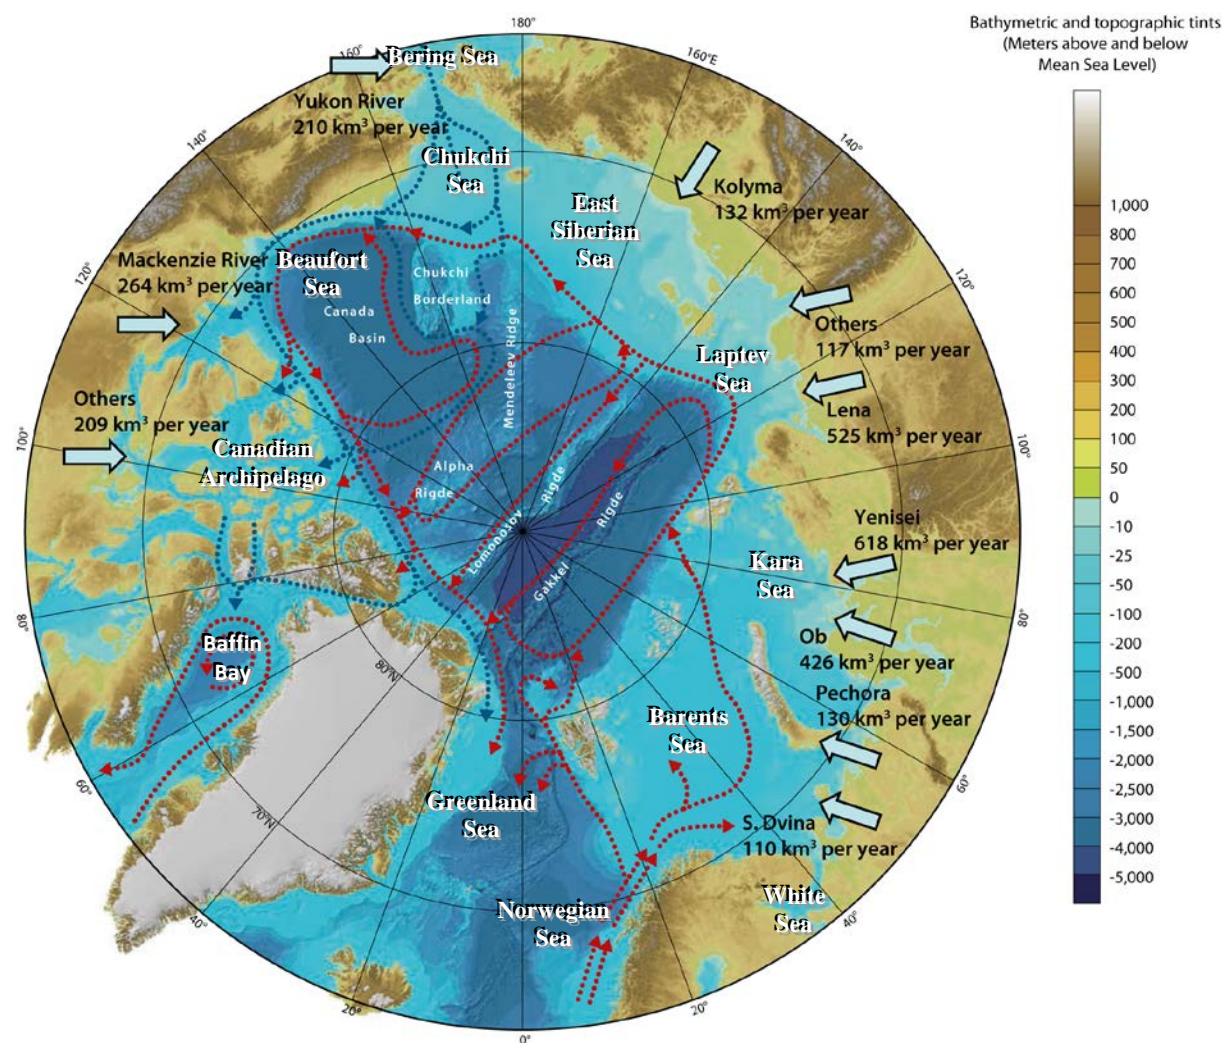 180°
Bathymetric and topographic tints
(Meters above and below
Mean Sea Level)
160°
Bering Sea
160°E
Yukon River
210 km³ per year
140°
140°
Chukchi
Sea
Kolyma
132 km³ per year
East
Siberian
Sea
1,000
800
700
600
500
400
300
200
100
50
0
-10
-25
-50
-100
-200
-500
-1,000
-1,500
-2,000
-2,500
-3,000
-4,000
-5,000
Mackenzie River
264 km³ per year
120°
Beaufort
Sea
Chukchi
Borderland
Canada
Basin
Mendeleev Ridge
120°
Others
117 km³ per year
Laptev
Sea
Lena
525 km³ per year
Others
209 km³ per year
100°
100°
Canadian
Archipelago
Alpha
Rigde
Lomonosov
Rigde
Gakkel
Rigde
Yenisei
618 km³ per year
Kara
Sea
80°
80°
Ob
426 km³ per year
Baffin
Bay
80°N
Pechora
130 km³ per year
Barents
Sea
60°
60°
Greenland
Sea
70°N
S. Dvina
110 km³ per year
White
Sea
Norwegian
Sea
40°
40°
20°
20°
0°